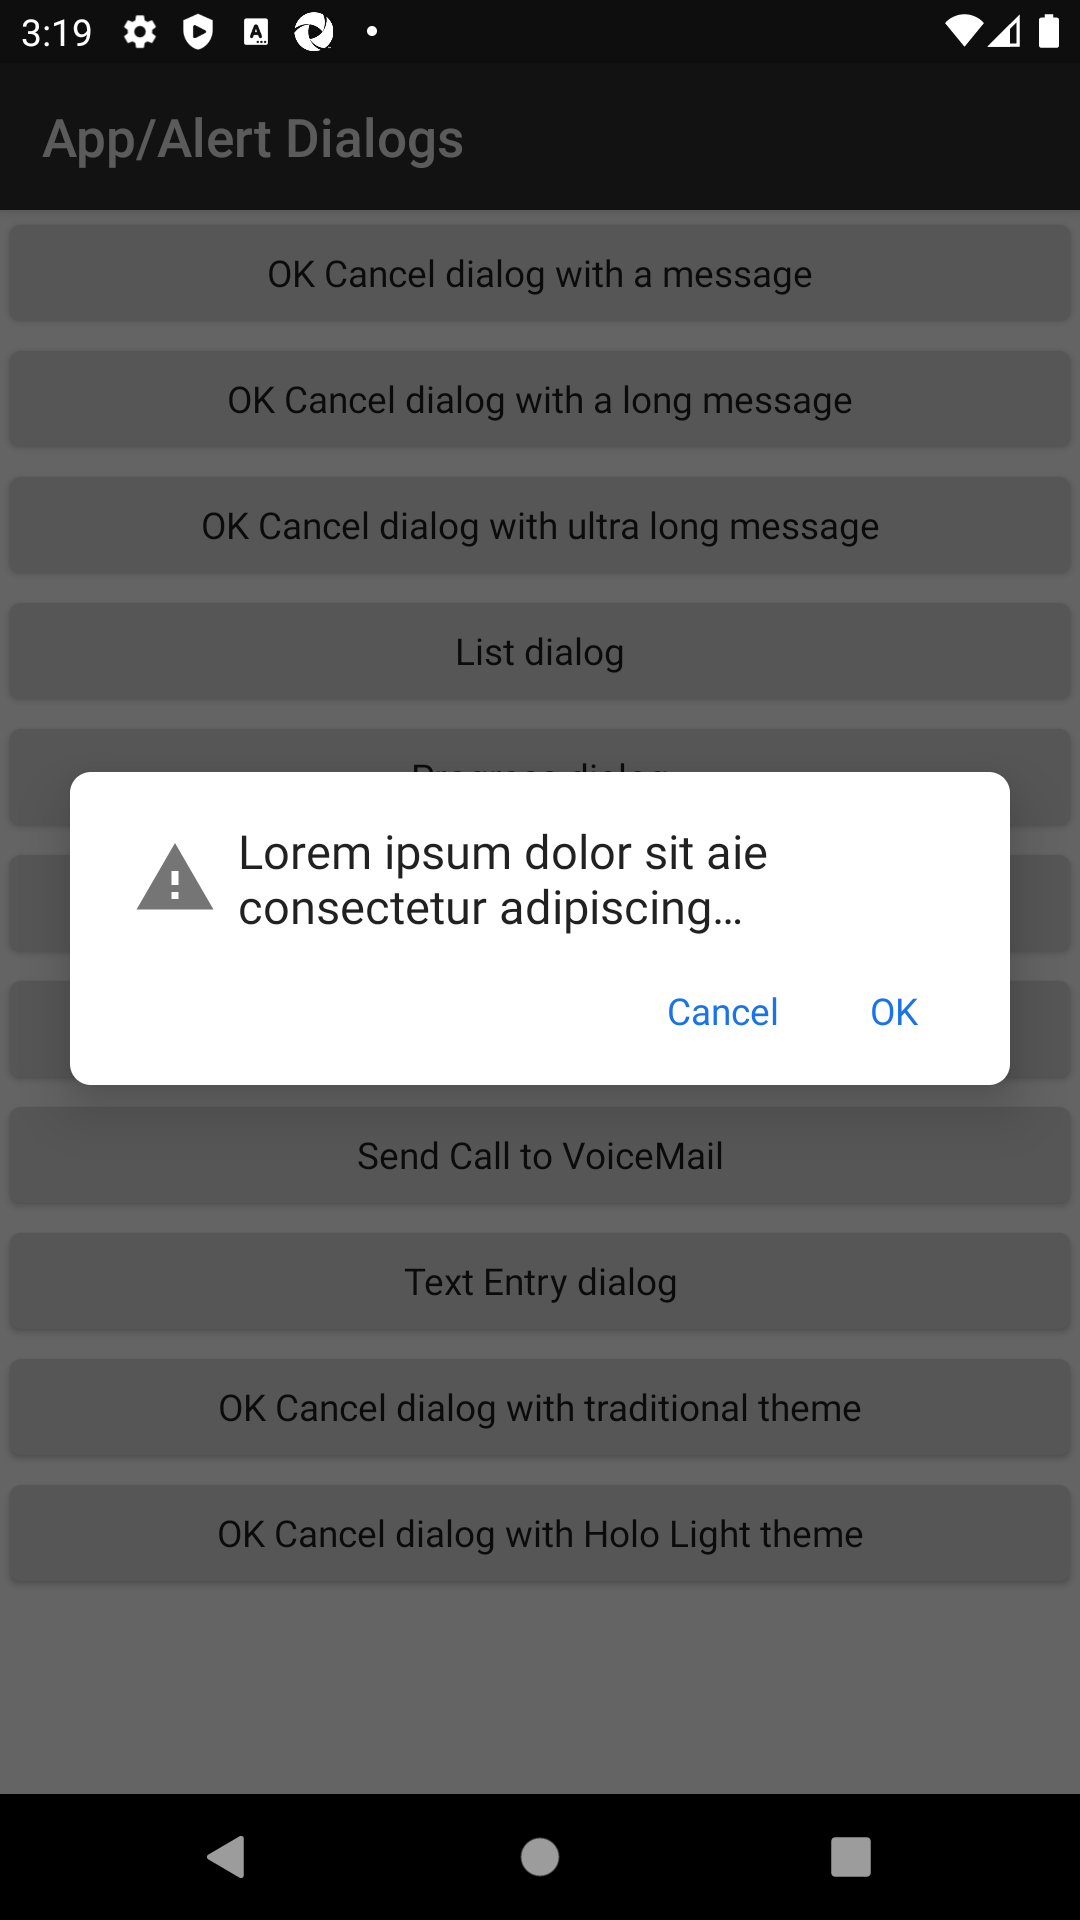 3:19
App/Alert Dialogs
OK Cancel dialog with a message
OK Cancel dialog with a long message
OK Cancel dialog with ultra long message
List dialog
Progress dialog
Lorem ipsum dolor sit aie
consectetur adipiscing…
Cancel
OK
Send Call to VoiceMail
Text Entry dialog
OK Cancel dialog with traditional theme
OK Cancel dialog with Holo Light theme